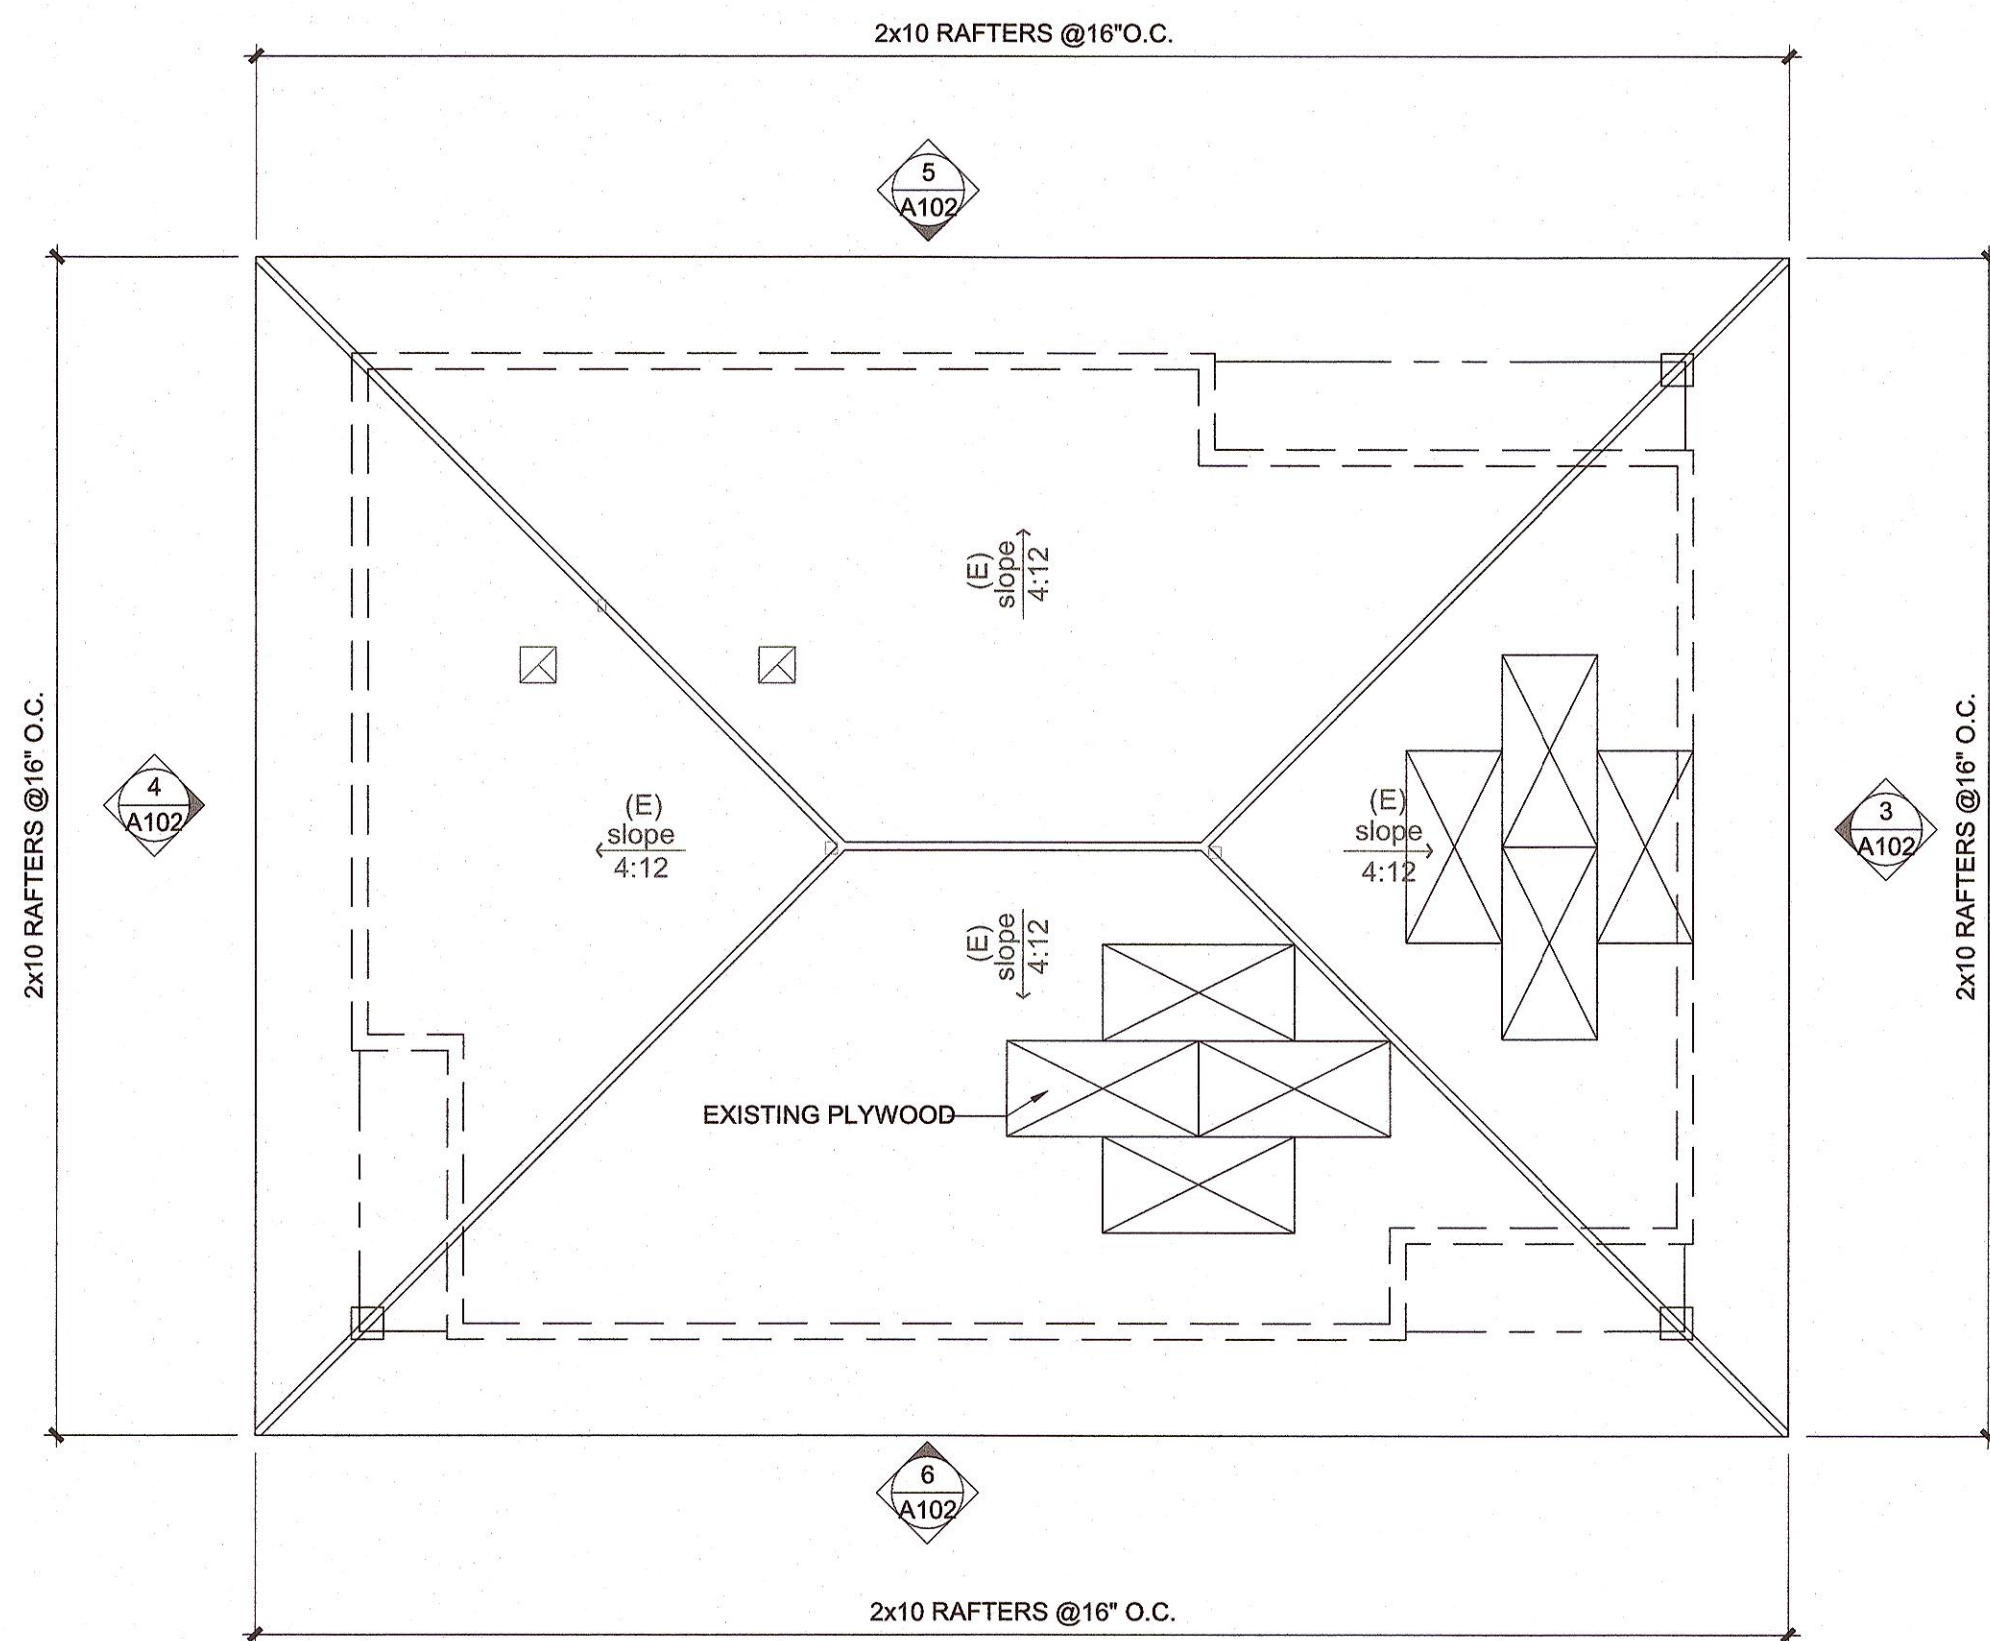 2x10 RAFTERS @16"O.C.
5
A102
(E)
slope
4:12
2x10 RAFTERS @16" O.C.
4
A102
(E)
slope
4:12
(E)
slope
4:12
3
A102
2x10 RAFTERS @16" O.C.
(E)
slope
4:12
EXISTING PLYWOOD
6
A102
2x10 RAFTERS @16" O.C.